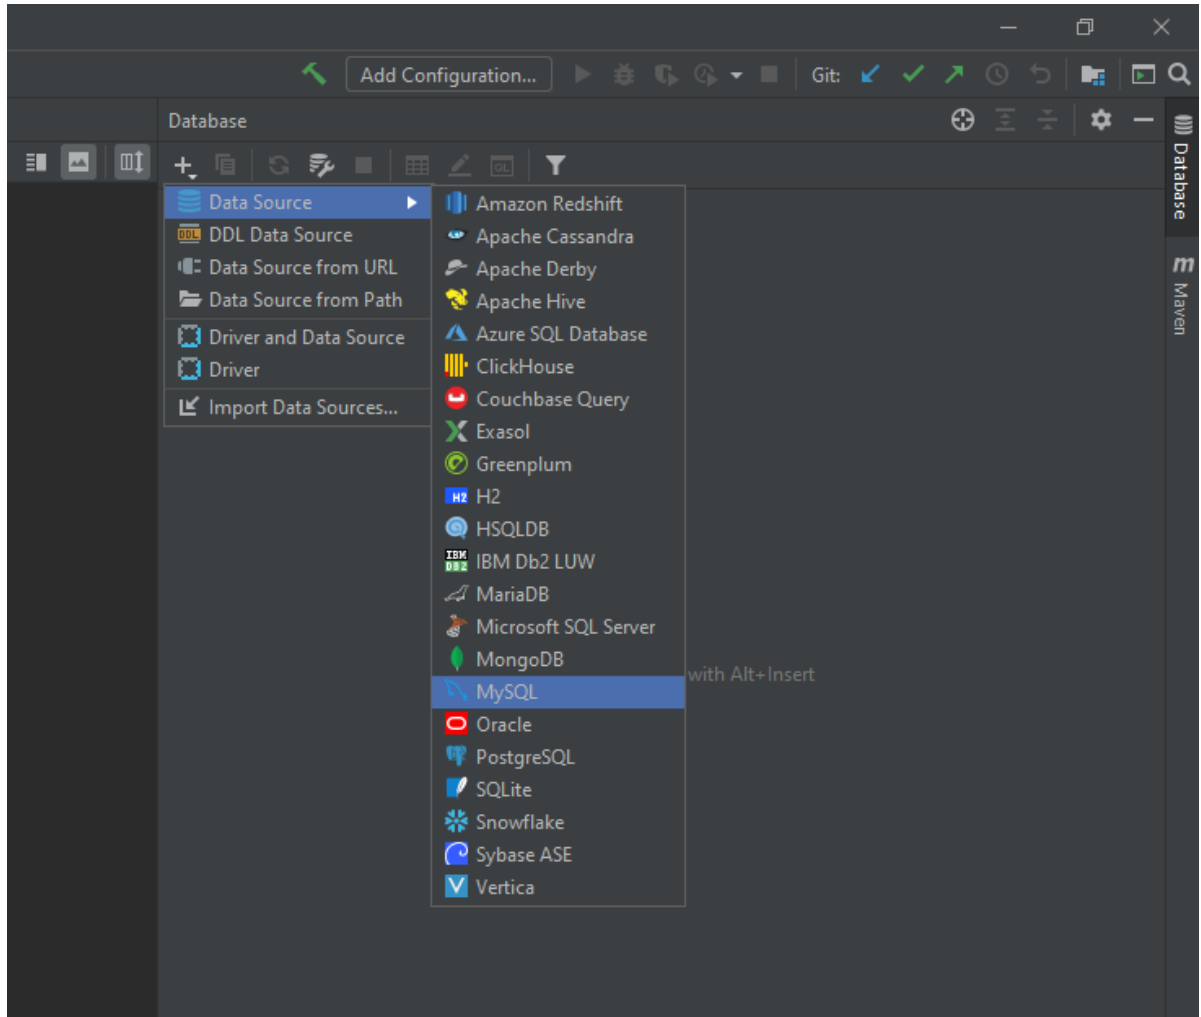 Add Configuration...
Git:
Database
Data Source
DDL Data Source
Data Source from URL
Data Source from Path
Driver and Data Source
Driver
Import Data Sources...
Amazon Redshift
Apache Cassandra
Apache Derby
Apache Hive
Azure SQL Database
ClickHouse
Couchbase Query
Exasol
Greenplum
H2
HSQLDB
IBM Db2 LUW
MariaDB
Microsoft SQL Server
MongoDB
MySQL
Oracle
PostgreSQL
SQLite
Snowflake
Sybase ASE
Vertica
with Alt+Insert
Database
m Maven
DDL
QL
H2
IBM
DB2